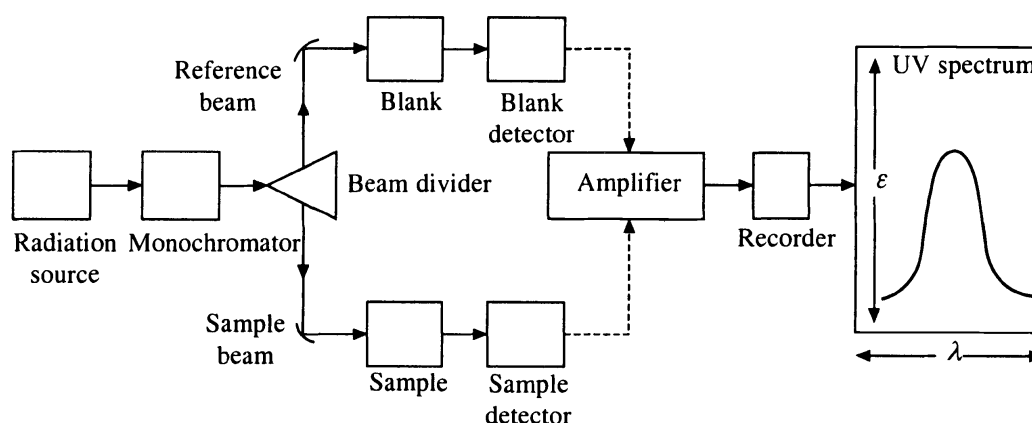 Reference
beam
Blank
Blank
detector
UV spectrum
Radiation
source
Monochromator
Beam divider
Amplifier
Recorder
ε
Sample
beam
Sample
Sample
detector
λ